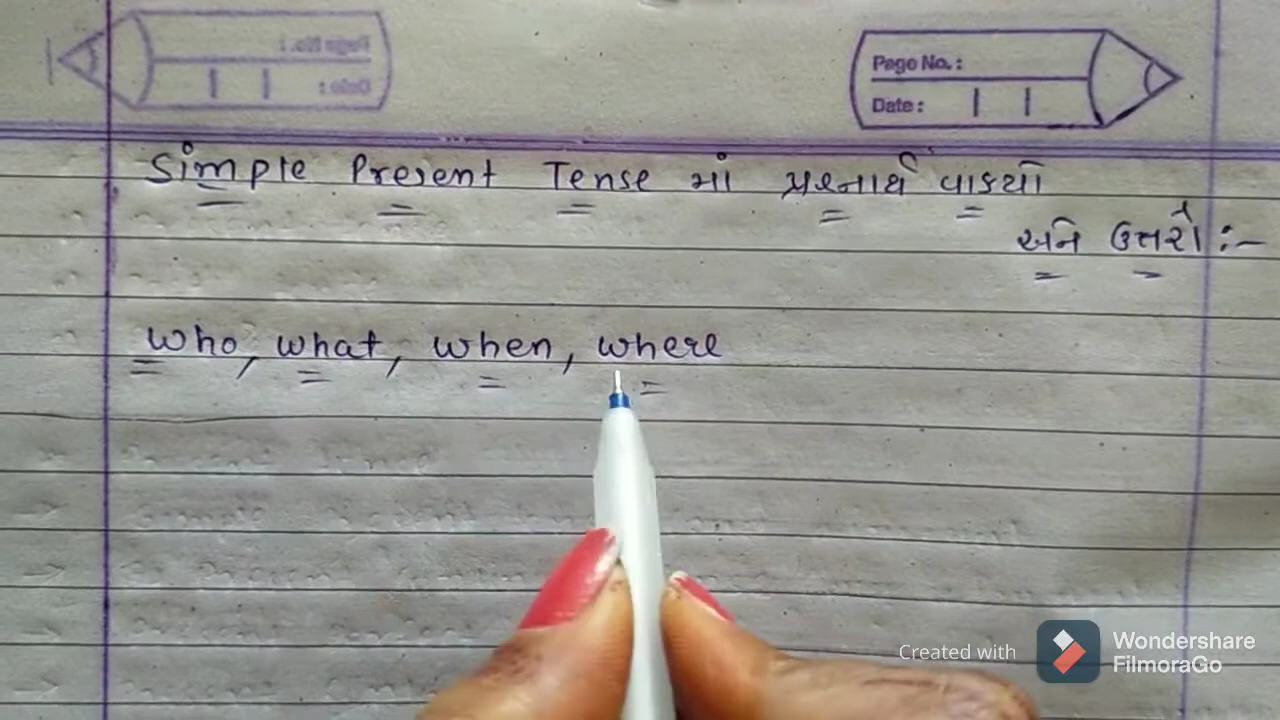 Page No. :
Date :
Simple Present Tense માં પ્રશ્નાર્થ વાક્યો
અને ઉત્તરો :-
who, what, when, where
Created with Wondershare FilmoraGo